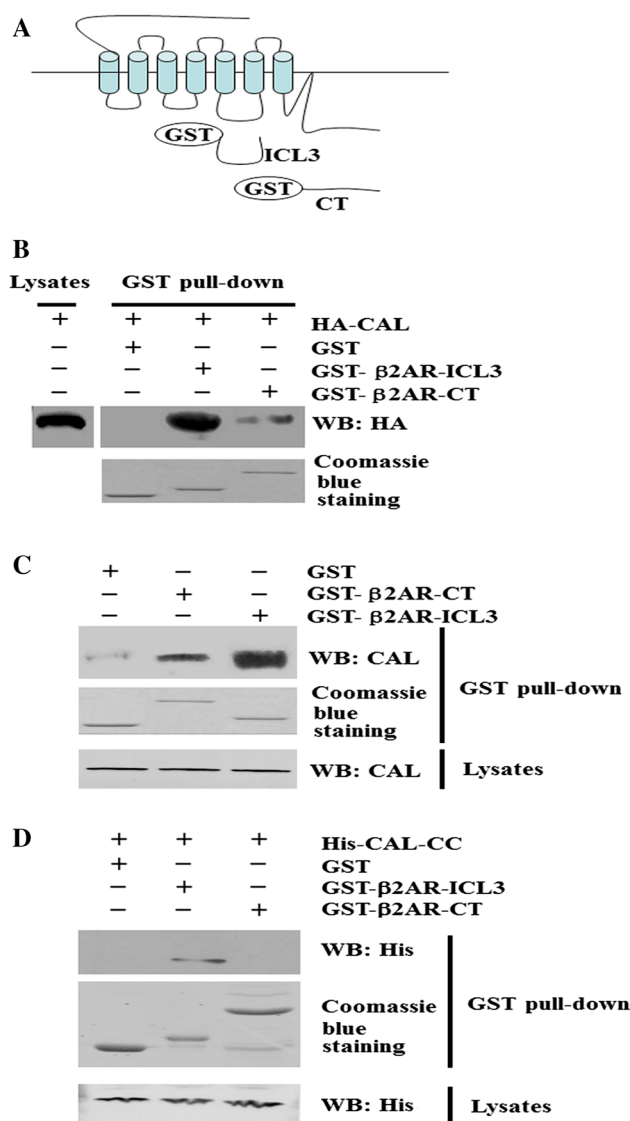 A
GST
ICL3
GST
CT
B
Lysates GST pull-down
+ + + + HA-CAL
− + − − GST
− − + − GST- β2AR-ICL3
− − − + GST- β2AR-CT
WB: HA
Coomassie
blue
staining
C
+ − − GST
− + − GST- β2AR-CT
− − + GST- β2AR-ICL3
WB: CAL
Coomassie
blue
staining
GST pull-down
WB: CAL
Lysates
D
+ + + His-CAL-CC
+ − − GST
− + − GST-β2AR-ICL3
− − + GST-β2AR-CT
WB: His
Coomassie
blue
staining
GST pull-down
WB: His
Lysates